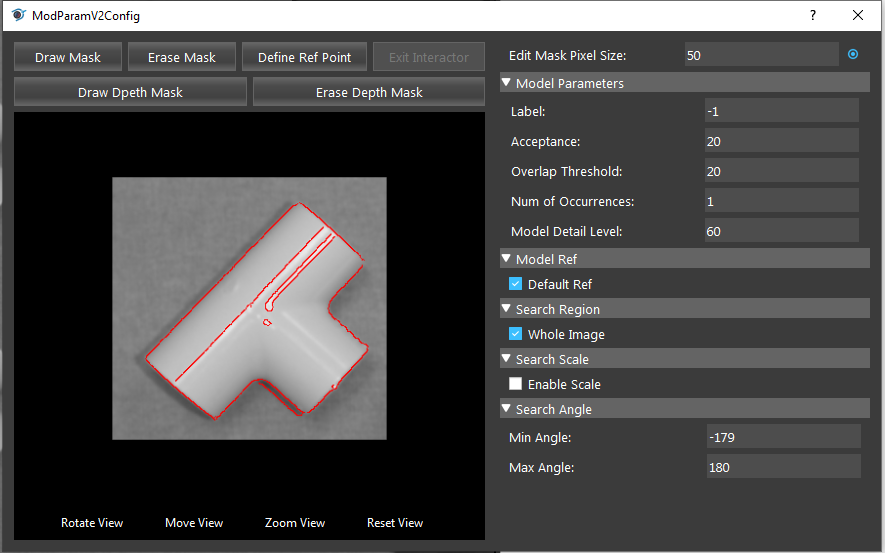 ModParamV2Config
?
Draw Mask
Erase Mask
Define Ref Point
Exit Interactor
Draw Dpeth Mask
Erase Depth Mask
Rotate View
Move View
Zoom View
Reset View
Edit Mask Pixel Size: 50
Model Parameters
Label: -1
Acceptance: 20
Overlap Threshold: 20
Num of Occurrences: 1
Model Detail Level: 60
Model Ref
Default Ref
Search Region
Whole Image
Search Scale
Enable Scale
Search Angle
Min Angle: -179
Max Angle: 180